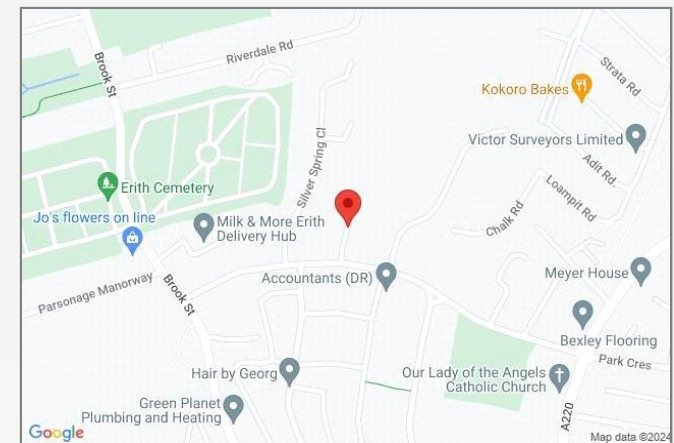 Brook St
Riverdale Rd
Strata Rd
Kokoro Bakes
Victor Surveyors Limited
Silver Spring Cl
Adit Rd.
Erith Cemetery
Loampit Rd
Jo's flowers on line
Milk & More Erith
Delivery Hub
Chalk Rd
Accountants (DR)
Meyer House
Parsonage Manorway
Brook St
Bexley Flooring
Park Cres
Hair by Georg
Our Lady of the Angels
Catholic Church
Green Planet
Plumbing and Heating
A220
Google
Map data ©2024